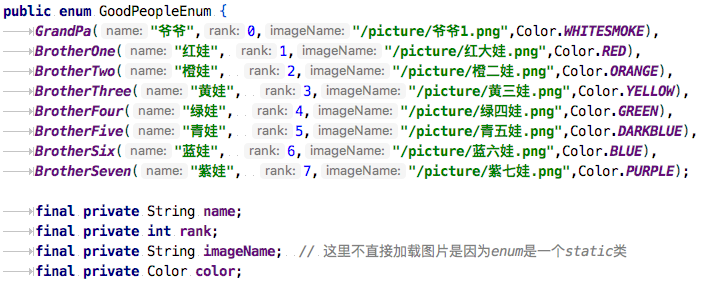 public enum GoodPeopleEnum {
GrandPa( name: "爷爷", rank: 0, imageName: "/picture/爷爷1.png",Color.WHITESMOKE),
BrotherOne( name: "红娃", rank: 1, imageName: "/picture/红大娃.png",Color.RED),
BrotherTwo( name: "橙娃", rank: 2, imageName: "/picture/橙二娃.png",Color.ORANGE),
BrotherThree( name: "黄娃", rank: 3, imageName: "/picture/黄三娃.png",Color.YELLOW),
BrotherFour( name: "绿娃", rank: 4, imageName: "/picture/绿四娃.png",Color.GREEN),
BrotherFive( name: "青娃", rank: 5, imageName: "/picture/青五娃.png",Color.DARKBLUE),
BrotherSix( name: "蓝娃", rank: 6, imageName: "/picture/蓝六娃.png",Color.BLUE),
BrotherSeven( name: "紫娃", rank: 7, imageName: "/picture/紫七娃.png",Color.PURPLE);
final private String name;
final private int rank;
final private String imageName; // 这里不直接加载图片是因为enum是一个static类
final private Color color;